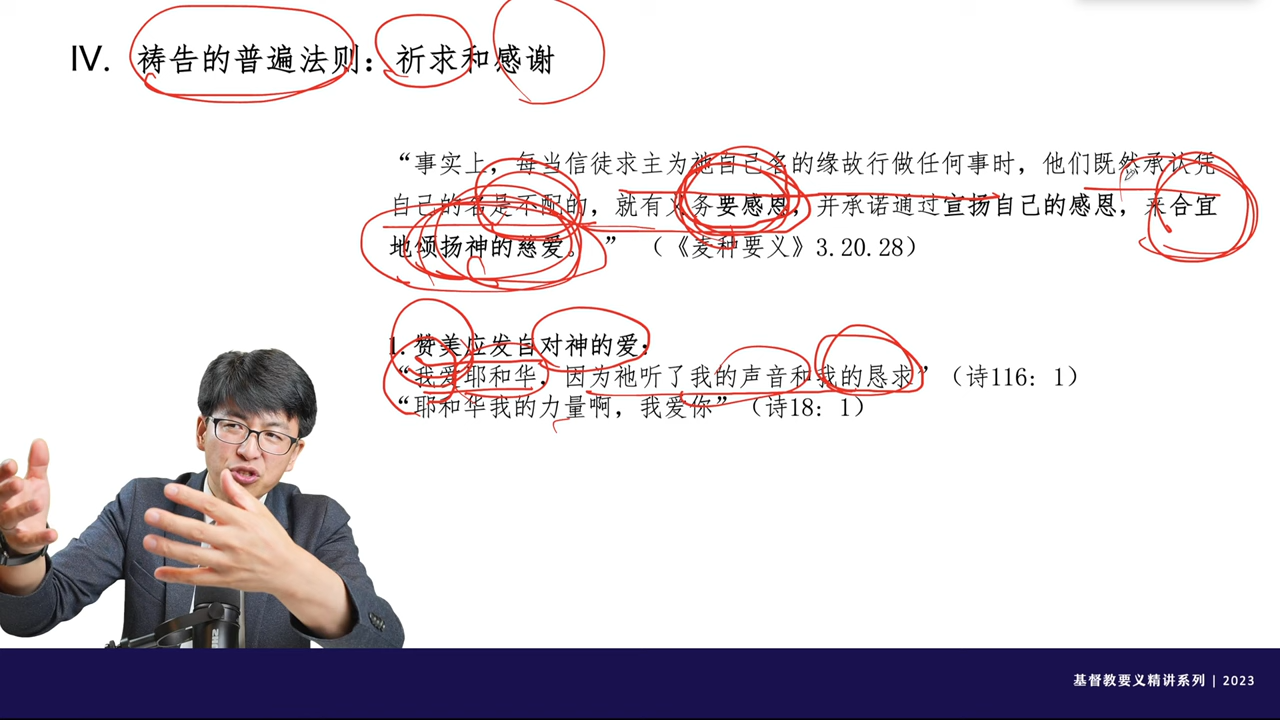 IV. 祷告的普遍法则：祈求和感谢
“事实上，每当信徒求主为祂自己名的缘故行做任何事时，他们既然承认凭
自己的名是不配的，就有义务要感恩，并承诺通过宣扬自己的感恩，来合宜
地颂扬神的慈爱。”（《麦种要义》3.20.28）
1. 赞美应发自对神的爱：
“我爱耶和华，因为祂听了我的声音和我的恳求”（诗116：1）
“耶和华我的力量啊，我爱你”（诗18：1）
基督教要义精讲系列 | 2023